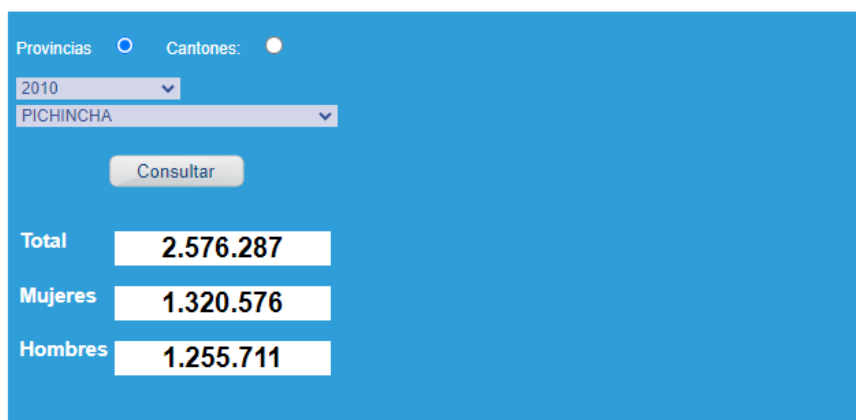 Provincias Cantones:
2010
PICHINCHA
Consultar
Total 2.576.287
Mujeres 1.320.576
Hombres 1.255.711